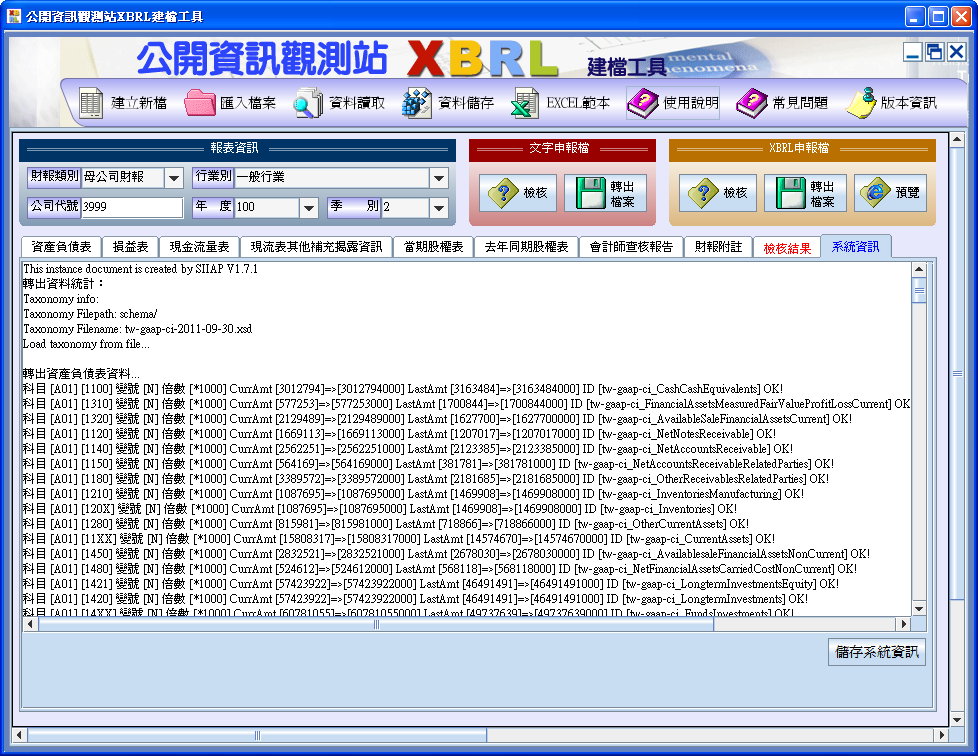 公開資訊觀測站XBRL建檔工具
公開資訊觀測站 XBRL 建檔工具
建立新檔 匯入檔案 資料讀取 資料儲存 EXCEL範本 使用說明 常見問題 版本資訊
報表資訊 文字申報檔 XBRL申報檔
財報類別 母公司財報 行業別 一般行業
公司代號 3999 年 度 100 季 別 2
檢核 轉出檔案 檢核 轉出檔案 預覽
資產負債表 損益表 現金流量表 現流表其他補充揭露資訊 當期股權表 去年同期股權表 會計師查核報告 財報附註 檢核結果 系統資訊
This instance document is created by SIIAP V1.7.1
轉出資料統計：
Taxonomy info:
Taxonomy Filepath: schema/
Taxonomy Filename: tw-gaap-ci-2011-09-30.xsd
Load taxonomy from file...
轉出資產負債表資料...
科目 [A01] [1100] 變號 [N] 倍數 [*1000] CurrAmt [3012794]=>[3012794000] LastAmt [3163484]=>[3163484000] ID [tw-gaap-ci_CashCashEquivalents] OK!
科目 [A01] [1310] 變號 [N] 倍數 [*1000] CurrAmt [577253]=>[577253000] LastAmt [1700844]=>[1700844000] ID [tw-gaap-ci_FinancialAssetsMeasuredFairValueProfitLossCurrent] OK
科目 [A01] [1320] 變號 [N] 倍數 [*1000] CurrAmt [2129489]=>[2129489000] LastAmt [1627700]=>[1627700000] ID [tw-gaap-ci_AvailableSaleFinancialAssetsCurrent] OK!
科目 [A01] [1120] 變號 [N] 倍數 [*1000] CurrAmt [1669113]=>[1669113000] LastAmt [1207017]=>[1207017000] ID [tw-gaap-ci_NetNotesReceivable] OK!
科目 [A01] [1140] 變號 [N] 倍數 [*1000] CurrAmt [2562251]=>[2562251000] LastAmt [2123385]=>[2123385000] ID [tw-gaap-ci_NetAccountsReceivable] OK!
科目 [A01] [1150] 變號 [N] 倍數 [*1000] CurrAmt [564169]=>[564169000] LastAmt [381781]=>[381781000] ID [tw-gaap-ci_NetAccountsReceivableRelatedParties] OK!
科目 [A01] [1180] 變號 [N] 倍數 [*1000] CurrAmt [3389572]=>[3389572000] LastAmt [2181685]=>[2181685000] ID [tw-gaap-ci_OtherReceivablesRelatedParties] OK!
科目 [A01] [1210] 變號 [N] 倍數 [*1000] CurrAmt [1087695]=>[1087695000] LastAmt [1469908]=>[1469908000] ID [tw-gaap-ci_InventoriesManufacturing] OK!
科目 [A01] [120X] 變號 [N] 倍數 [*1000] CurrAmt [1087695]=>[1087695000] LastAmt [1469908]=>[1469908000] ID [tw-gaap-ci_Inventories] OK!
科目 [A01] [1280] 變號 [N] 倍數 [*1000] CurrAmt [815981]=>[815981000] LastAmt [718866]=>[718866000] ID [tw-gaap-ci_OtherCurrentAssets] OK!
科目 [A01] [11XX] 變號 [N] 倍數 [*1000] CurrAmt [15808317]=>[15808317000] LastAmt [14574670]=>[14574670000] ID [tw-gaap-ci_CurrentAssets] OK!
科目 [A01] [1450] 變號 [N] 倍數 [*1000] CurrAmt [2832521]=>[2832521000] LastAmt [2678030]=>[2678030000] ID [tw-gaap-ci_AvailablesaleFinancialAssetsNonCurrent] OK!
科目 [A01] [1480] 變號 [N] 倍數 [*1000] CurrAmt [524612]=>[524612000] LastAmt [568118]=>[568118000] ID [tw-gaap-ci_NetFinancialAssetsCarriedCostNonCurrent] OK!
科目 [A01] [1421] 變號 [N] 倍數 [*1000] CurrAmt [57423922]=>[57423922000] LastAmt [46491491]=>[46491491000] ID [tw-gaap-ci_LongtermInvestmentsEquity] OK!
科目 [A01] [1420] 變號 [N] 倍數 [*1000] CurrAmt [57423922]=>[57423922000] LastAmt [46491491]=>[46491491000] ID [tw-gaap-ci_LongtermInvestments] OK!
科目 [A01] [14XX] 變號 [N] 倍數 [*1000] CurrAmt [60781055]=>[60781055000] LastAmt [49737639]=>[49737639000] ID [tw-gaap-ci_FundsInvestments] OK!
儲存系統資訊